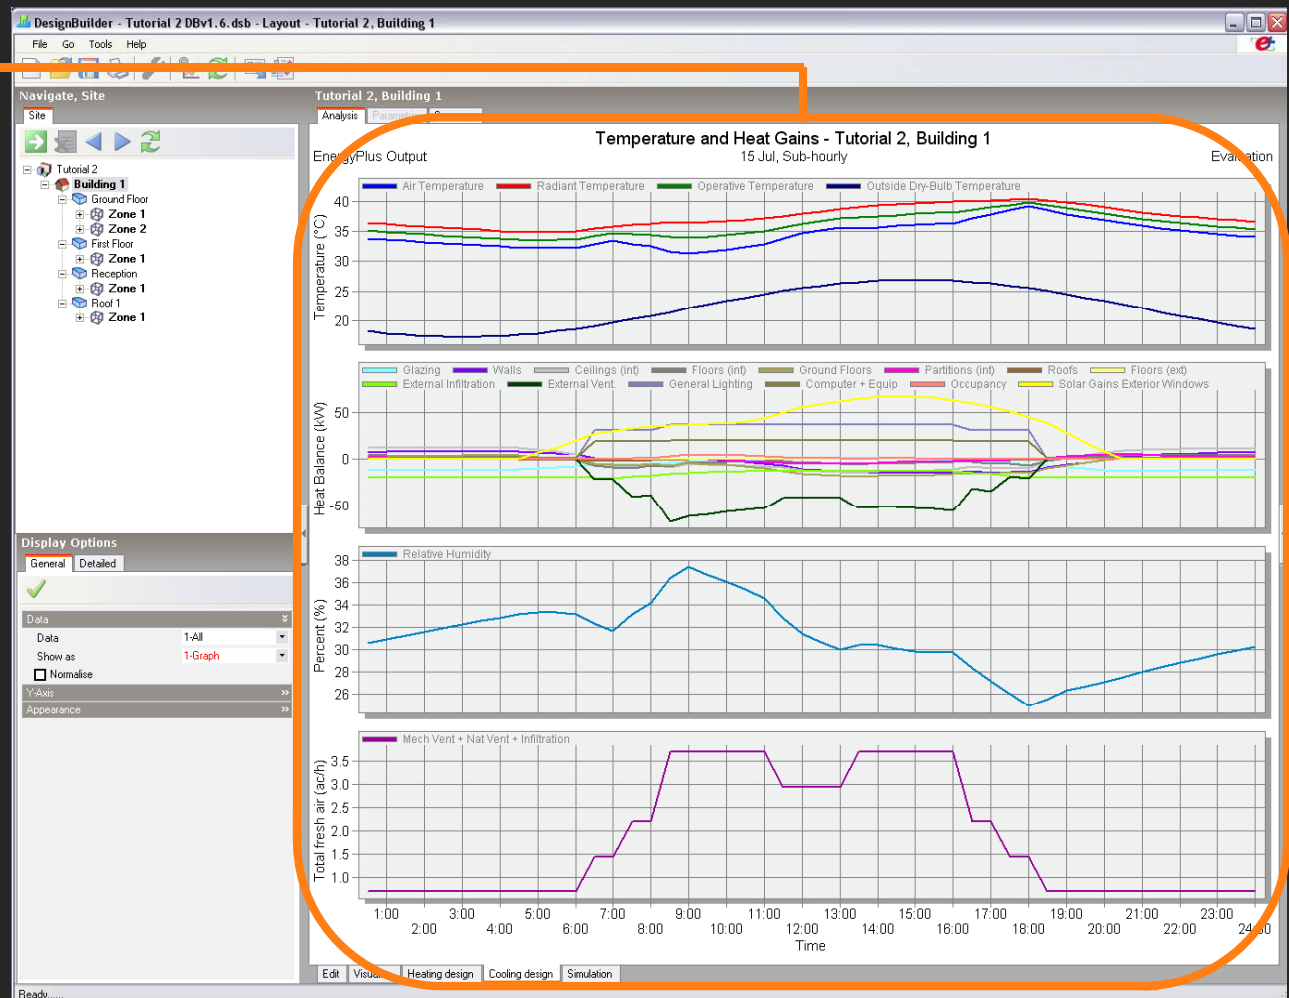 DesignBuilder - Tutorial 2 DBv1.6.dsb - Layout - Tutorial 2, Building 1
File Go Tools Help
Navigate, Site
Site
Tutorial 2
Building 1
Ground Floor
Zone 1
Zone 2
First Floor
Zone 1
Reception
Zone 1
Roof 1
Zone 1
Display Options
General Detailed
Data
Data 1-All
Show as 1-Graph
Normalise
Y-Axis
Appearance
Tutorial 2, Building 1
Analysis
Temperature and Heat Gains - Tutorial 2, Building 1
EnergyPlus Output 15 Jul, Sub-hourly Evaluation
Air Temperature Radiant Temperature Operative Temperature Outside Dry-Bulb Temperature
Temperature (°C)
40
35
30
25
20
Glazing Walls Ceilings (int) Floors (int) Ground Floors Partitions (int) Roofs Floors (ext)
External Infiltration External Vent. General Lighting Computer + Equip Occupancy Solar Gains Exterior Windows
Heat Balance (kW)
50
0
-50
Relative Humidity
Percent (%)
38
36
34
32
30
28
26
Mech Vent + Nat Vent + Infiltration
Total fresh air (ac/h)
3.5
3.0
2.5
2.0
1.5
1.0
1:00 3:00 5:00 7:00 9:00 11:00 13:00 15:00 17:00 19:00 21:00 23:00
2:00 4:00 6:00 8:00 10:00 12:00 14:00 16:00 18:00 20:00 22:00 24:00
Time
Edit Heating design Cooling design Simulation
Ready.....